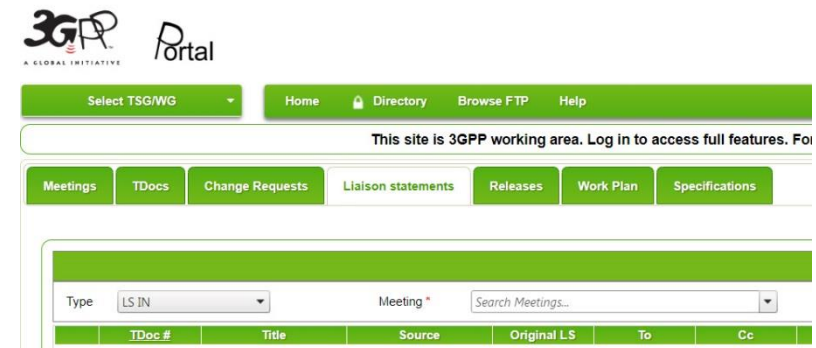 3GPP
A GLOBAL INITIATIVE
Portal
Select TSG/WG Home Directory Browse FTP Help
This site is 3GPP working area. Log in to access full features. Fo
Meetings TDocs Change Requests Liaison statements Releases Work Plan Specifications
Type LS IN Meeting * Search Meetings...
TDoc # Title Source Original LS To Cc